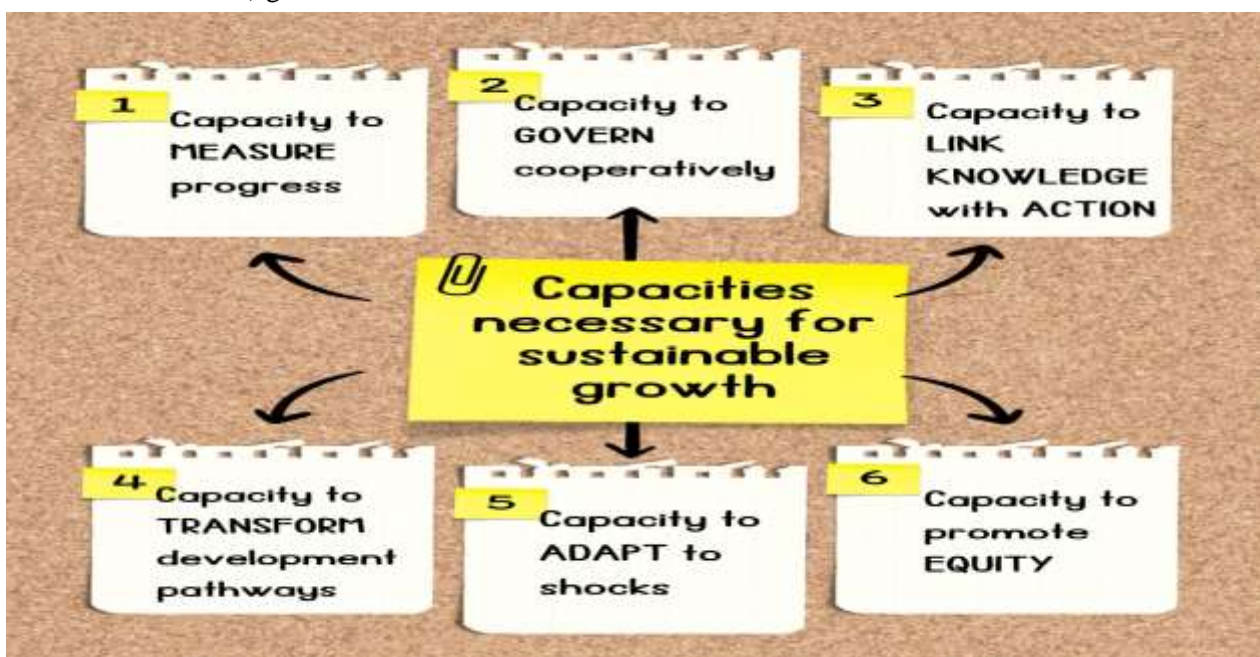 1
Capacity to
MEASURE
progress
2
Capacity to
GOVERN
cooperatively
3
Capacity to
LINK
KNOWLEDGE
with ACTION
Capacities
necessary for
sustainable
growth
4
Capacity to
TRANSFORM
development
pathways
5
Capacity to
ADAPT to
shocks
6
Capacity to
promote
EQUITY